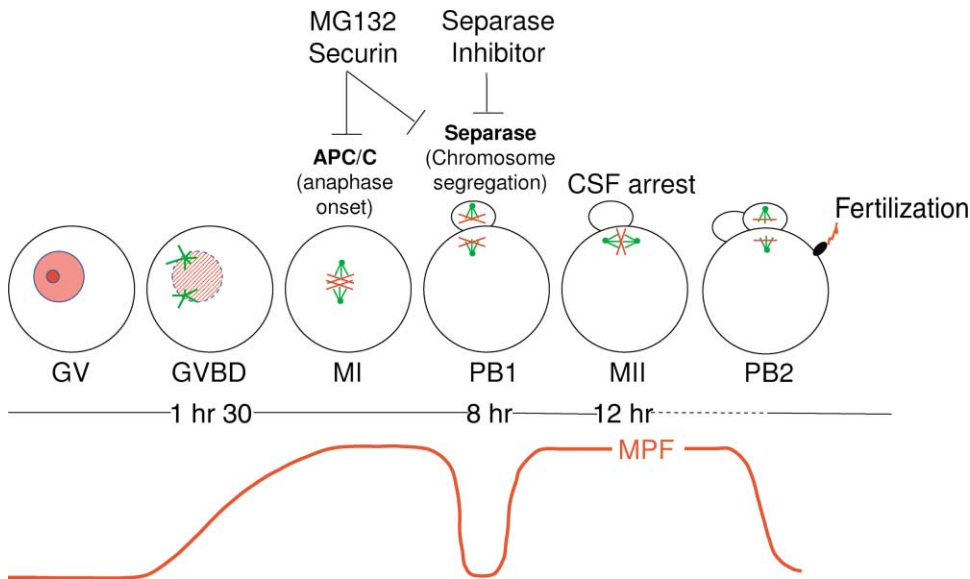 MG132
Securin
Separase
Inhibitor
APC/C
(anaphase
onset)
Separase
(Chromosome
segregation)
CSF arrest
Fertilization
GV
GVBD
MI
PB1
MII
PB2
1 hr 30
8 hr
12 hr
MPF